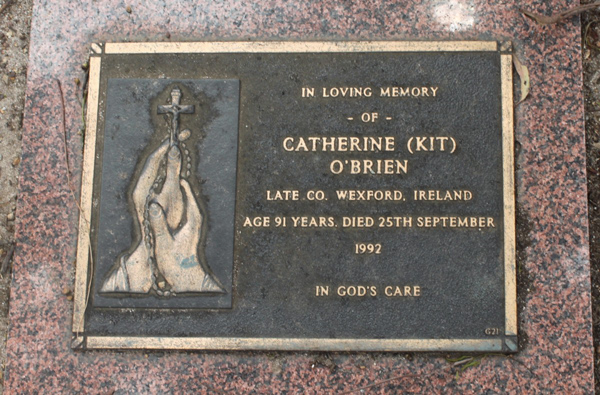 IN LOVING MEMORY
- OF -
CATHERINE (KIT)
O'BRIEN
LATE CO. WEXFORD, IRELAND
AGE 91 YEARS. DIED 25TH SEPTEMBER
1992
IN GOD'S CARE
G21